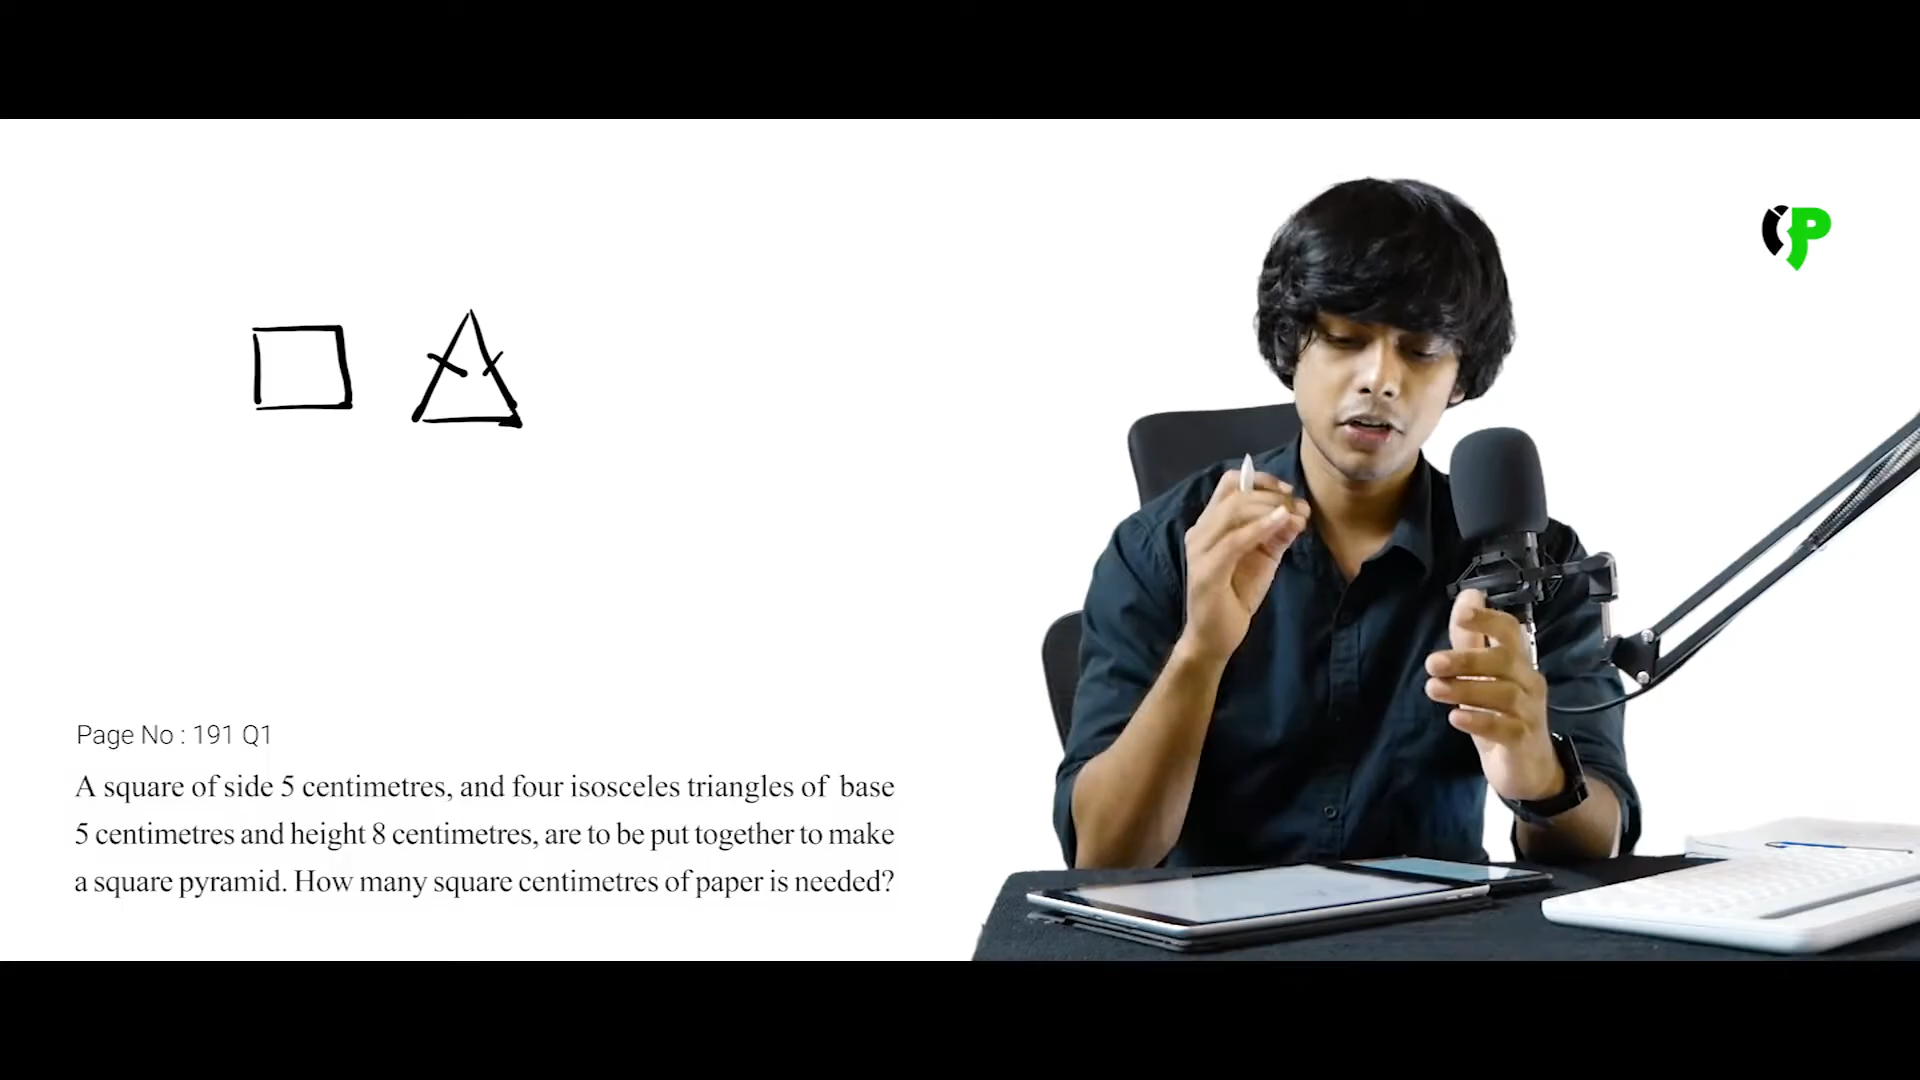 Page No : 191 Q1
A square of side 5 centimetres, and four isosceles triangles of base
5 centimetres and height 8 centimetres, are to be put together to make
a square pyramid. How many square centimetres of paper is needed?